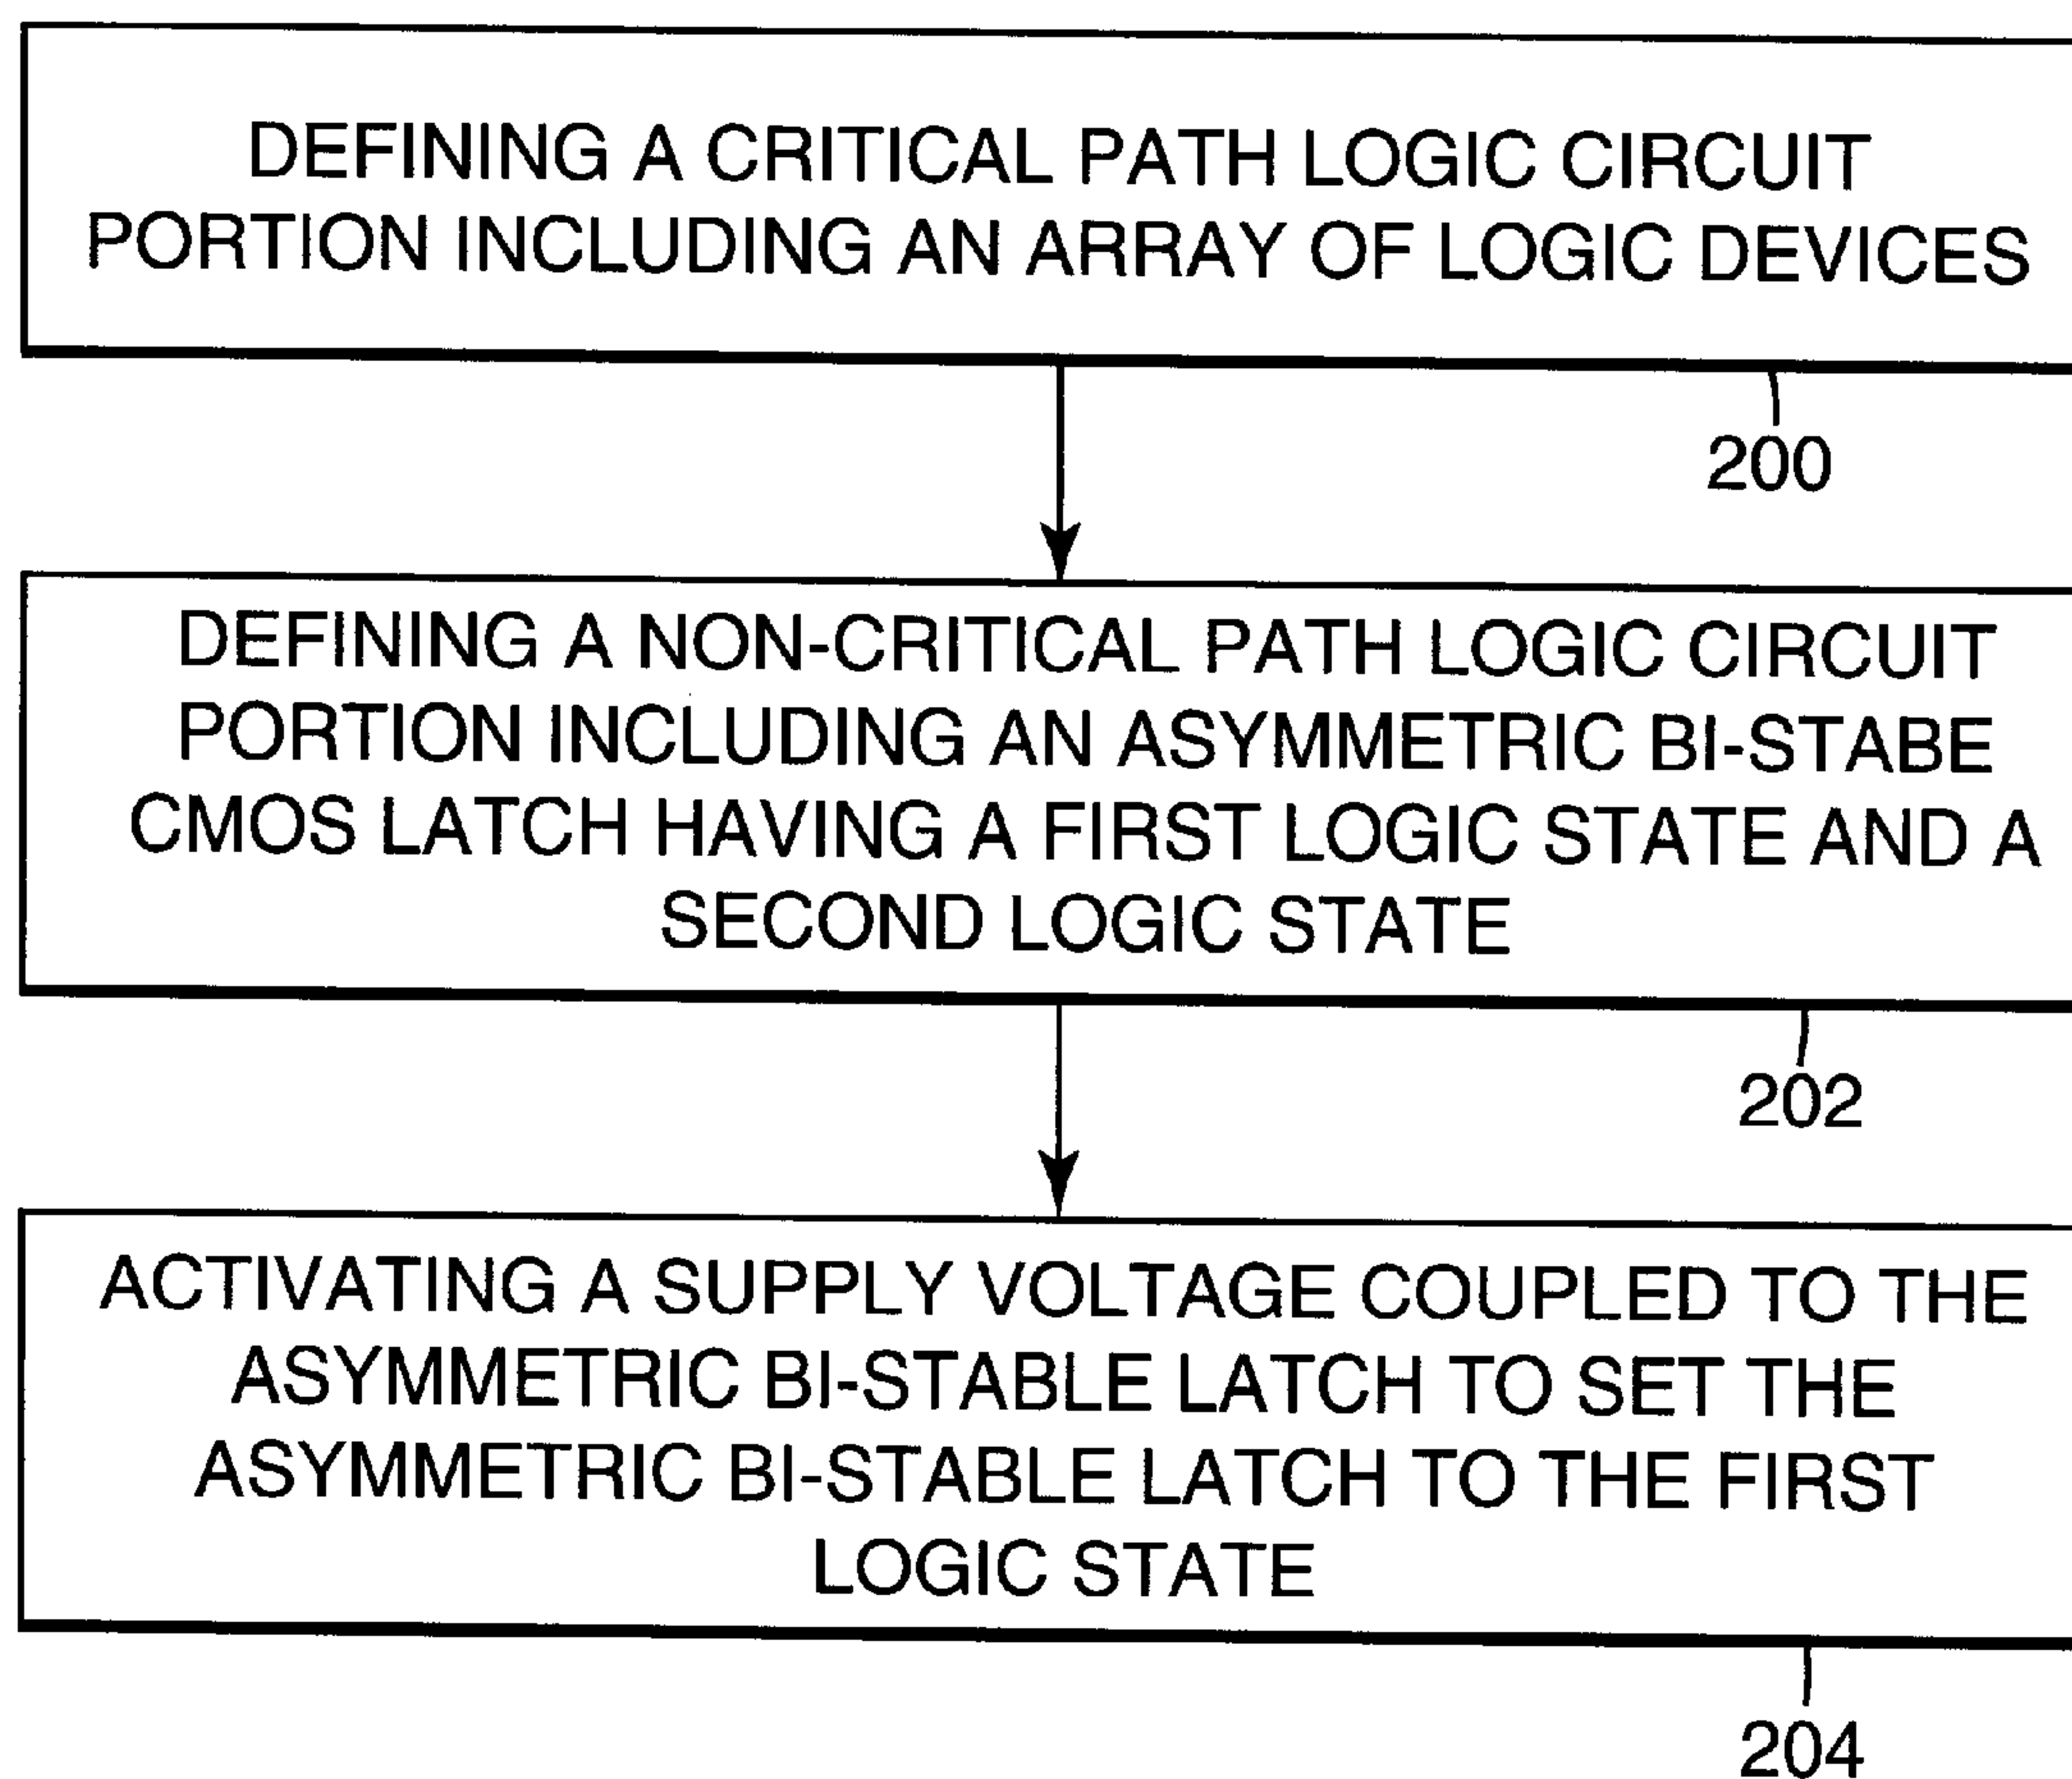 DEFINING A CRITICAL PATH LOGIC CIRCUIT
PORTION INCLUDING AN ARRAY OF LOGIC DEVICES
200
DEFINING A NON-CRITICAL PATH LOGIC CIRCUIT
PORTION INCLUDING AN ASYMMETRIC BI-STABE
CMOS LATCH HAVING A FIRST LOGIC STATE AND A
SECOND LOGIC STATE
202
ACTIVATING A SUPPLY VOLTAGE COUPLED TO THE
ASYMMETRIC BI-STABLE LATCH TO SET THE
ASYMMETRIC BI-STABLE LATCH TO THE FIRST
LOGIC STATE
204